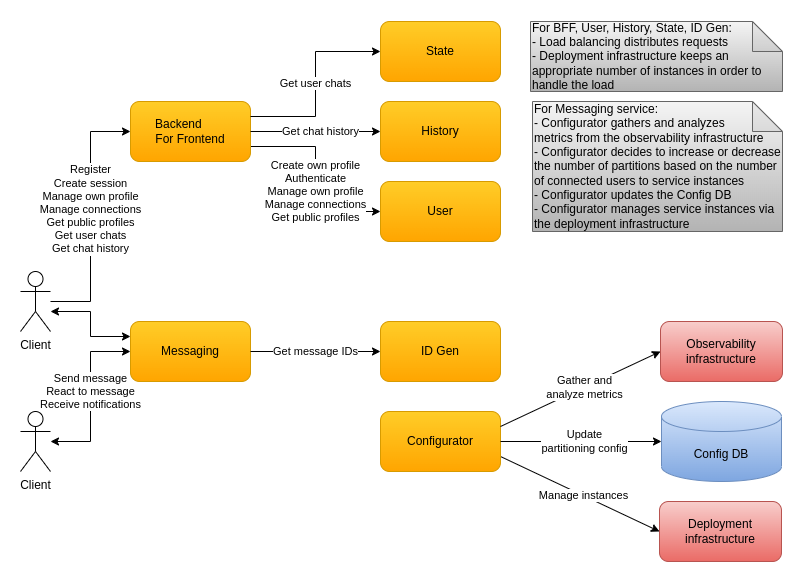 State
Get user chats
Backend
For Frontend
Get chat history
History
Create own profile
Authenticate
Manage own profile
Manage connections
Get public profiles
User
For BFF, User, History, State, ID Gen:
- Load balancing distributes requests
- Deployment infrastructure keeps an
appropriate number of instances in order to
handle the load
For Messaging service:
- Configurator gathers and analyzes
metrics from the observability infrastructure
- Configurator decides to increase or decrease
the number of partitions based on the number
of connected users to service instances
- Configurator updates the Config DB
- Configurator manages service instances via
the deployment infrastructure
Register
Create session
Manage own profile
Manage connections
Get public profiles
Get user chats
Get chat history
Client
Messaging
Get message IDs
ID Gen
Send message
React to message
Receive notifications
Client
Configurator
Gather and
analyze metrics
Observability
infrastructure
Update
partitioning config
Config DB
Manage instances
Deployment
infrastructure